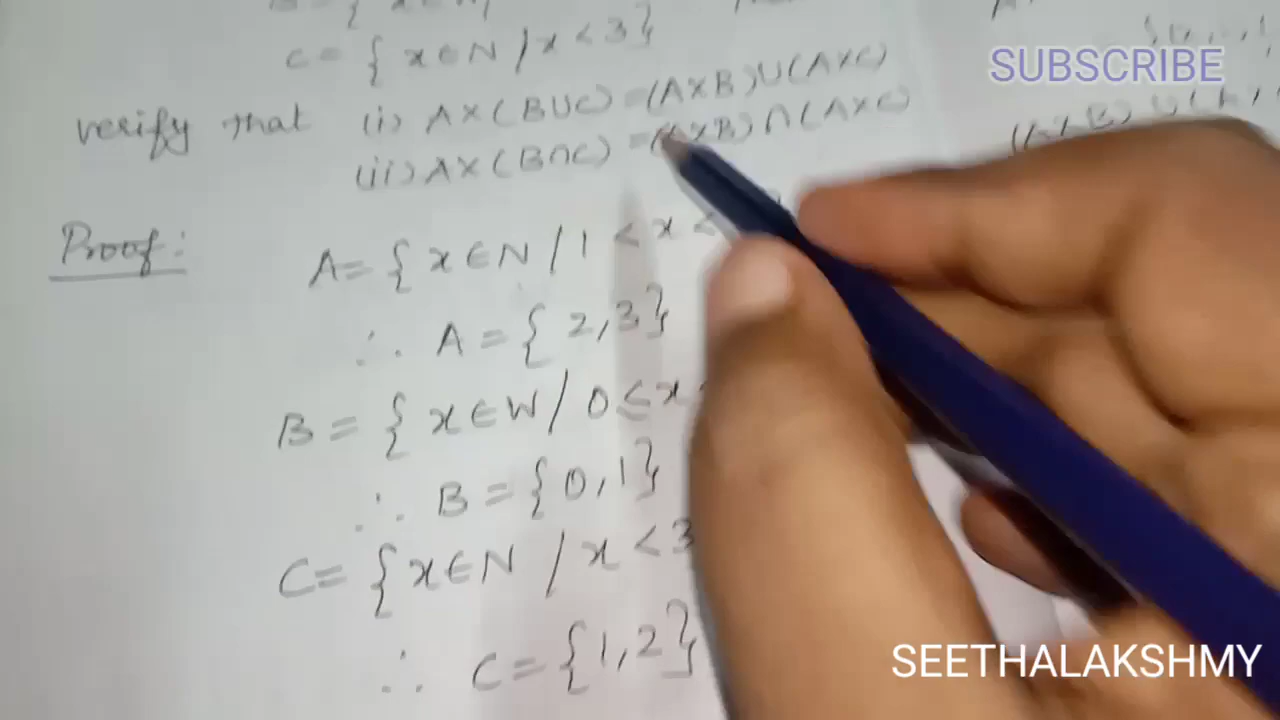 C = { x ∈ N / x < 3 }
SUBSCRIBE
verify that (i) A × (B ∪ C) = (A × B) ∪ (A × C)
(ii) A × (B ∩ C) = (A × B) ∩ (A × C)
Proof:
A = { x ∈ N / 1 < x <
∴ A = { 2, 3 }
B = { x ∈ W / 0 ≤ x
∴ B = { 0, 1 }
C = { x ∈ N / x < 3
∴ C = { 1, 2 }
SEETHALAKSHMY